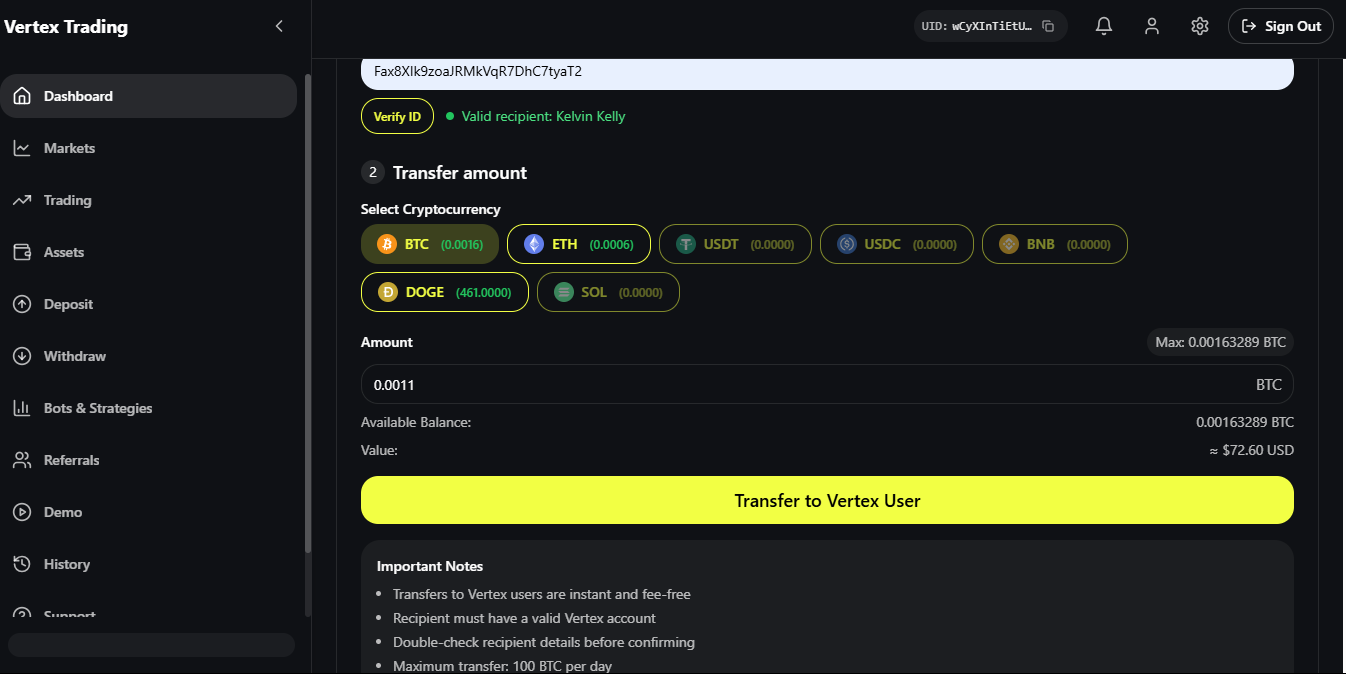 Vertex Trading
UID: wCyXInTiEtU...
Sign Out
Dashboard
Markets
Trading
Assets
Deposit
Withdraw
Bots & Strategies
Referrals
Demo
History
Support
Fax8XIk9zoaJRMkVqR7DhC7tyaT2
Verify ID
Valid recipient: Kelvin Kelly
2 Transfer amount
Select Cryptocurrency
BTC (0.0016) ETH (0.0006) USDT (0.0000) USDC (0.0000) BNB (0.0000)
DOGE (461.0000) SOL (0.0000)
Amount Max: 0.00163289 BTC
0.0011 BTC
Available Balance: 0.00163289 BTC
Value: ≈ $72.60 USD
Transfer to Vertex User
Important Notes
• Transfers to Vertex users are instant and fee-free
• Recipient must have a valid Vertex account
• Double-check recipient details before confirming
• Maximum transfer: 100 BTC per day